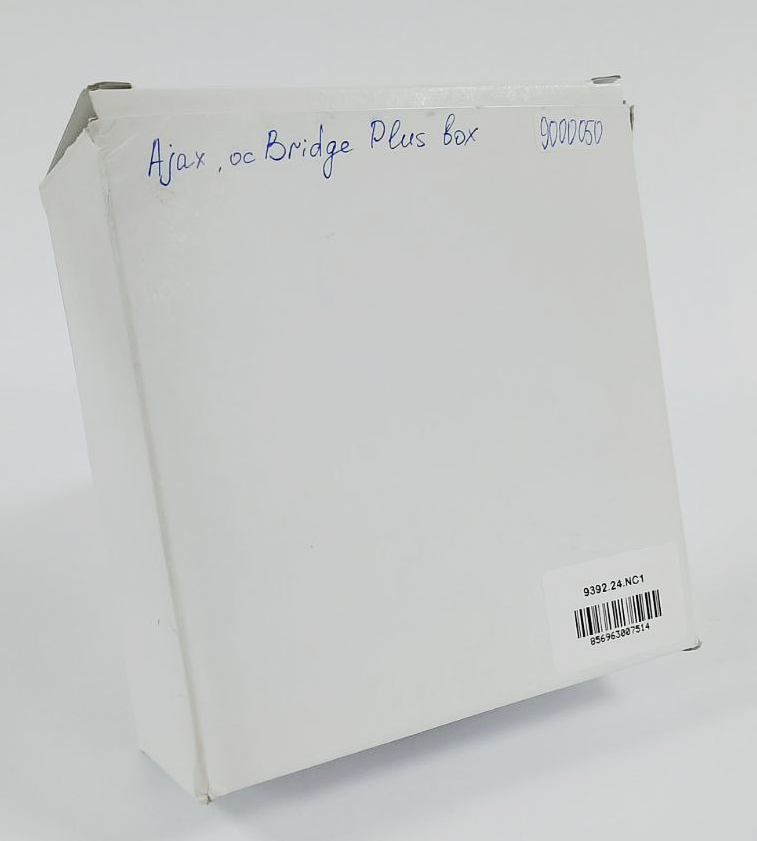 Ajax, oc Bridge Plus box 9000050
9392.24.NC1
856963007514